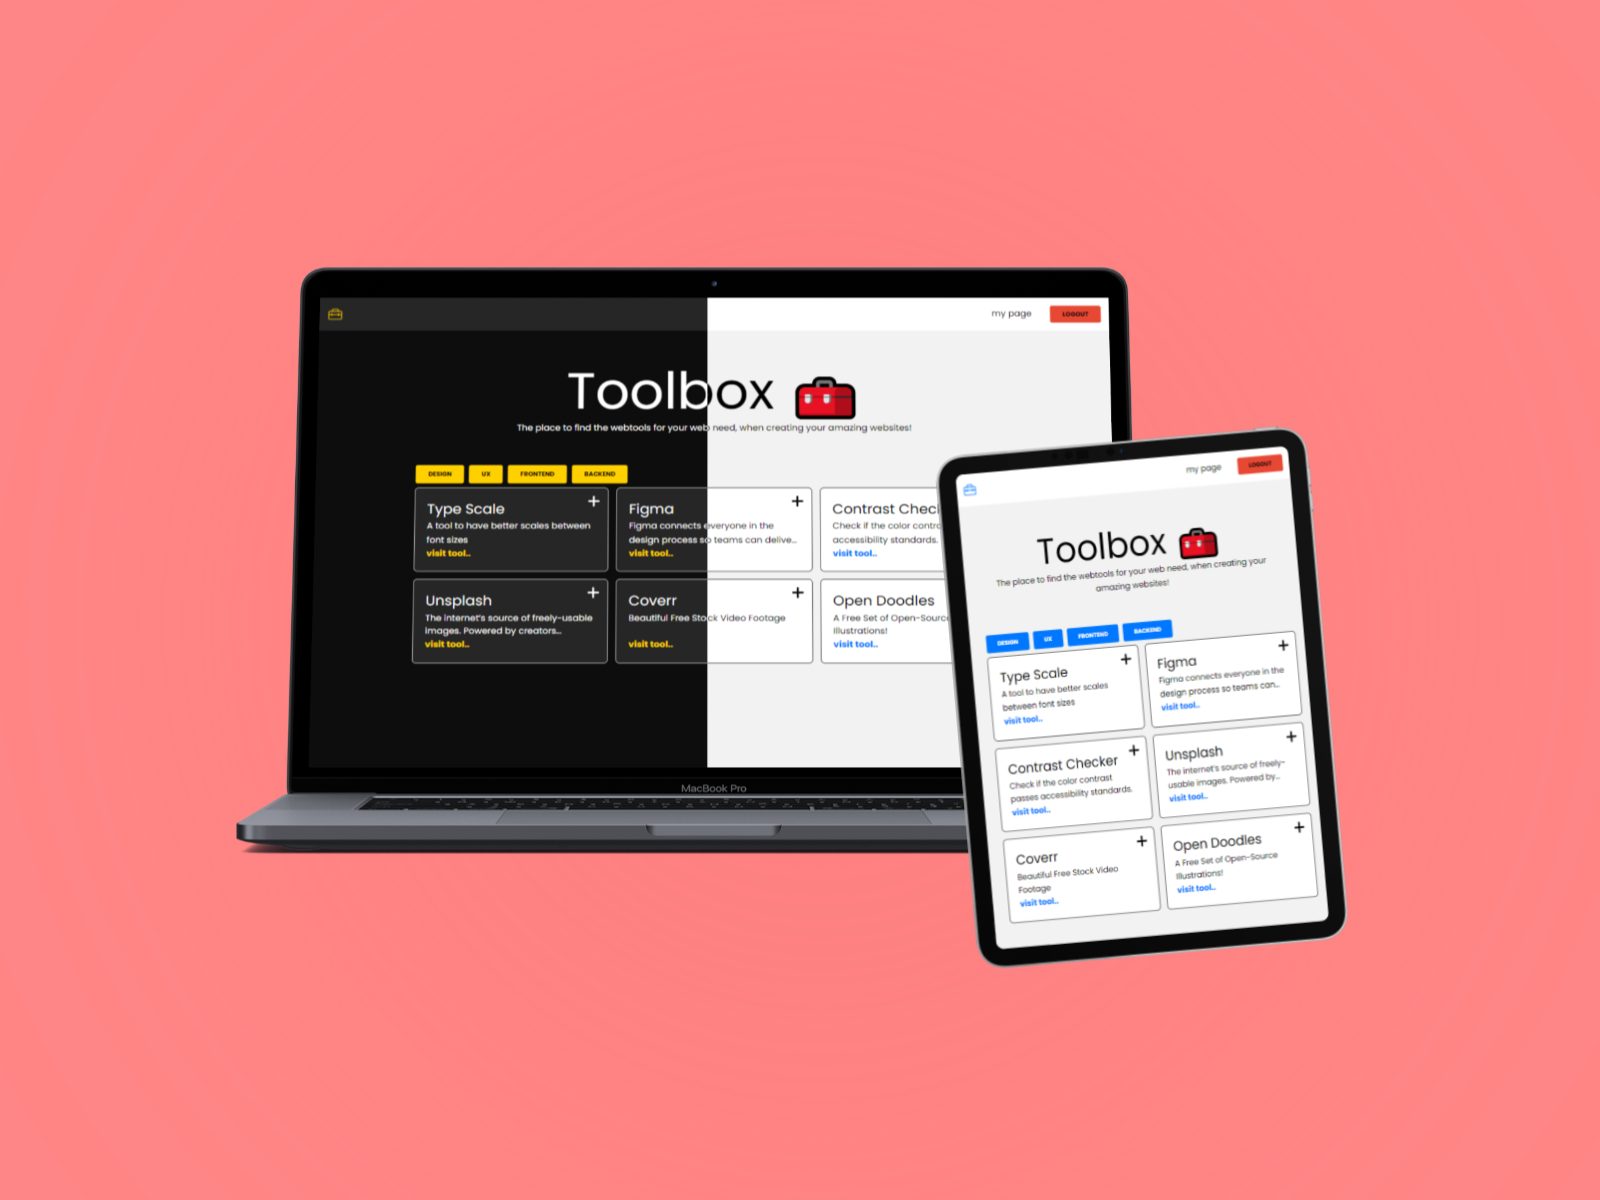 my page
LOGOUT
Toolbox
The place to find the webtools for your web need, when creating your amazing websites!
DESIGN
UX
FRONTEND
BACKEND
Type Scale
A tool to have better scales between
font sizes
visit tool..
Figma
Figma connects everyone in the
design process so teams can delive...
visit tool..
Contrast Chec
Check if the color contrc
accessibility standards.
visit tool..
Unsplash
The internet's source of freely-usable
images. Powered by creators...
visit tool..
Coverr
Beautiful Free Stock Video Footage
visit tool..
Open Doodles
A Free Set of Open-Source
Illustrations!
visit tool..
MacBook Pro
my page
LOGOUT
Toolbox
The place to find the webtools for your web need, when creating your
amazing websites!
DESIGN
UX
FRONTEND
BACKEND
Type Scale
A tool to have better scales
between font sizes
visit tool..
Figma
Figma connects everyone in the
design process so teams can...
visit tool..
Contrast Checker
Check if the color contrast
passes accessibility standards.
visit tool..
Unsplash
The internet's source of freely-
usable images. Powered by...
visit tool..
Coverr
Beautiful Free Stock Video
Footage
visit tool..
Open Doodles
A Free Set of Open-Source
Illustrations!
visit tool..